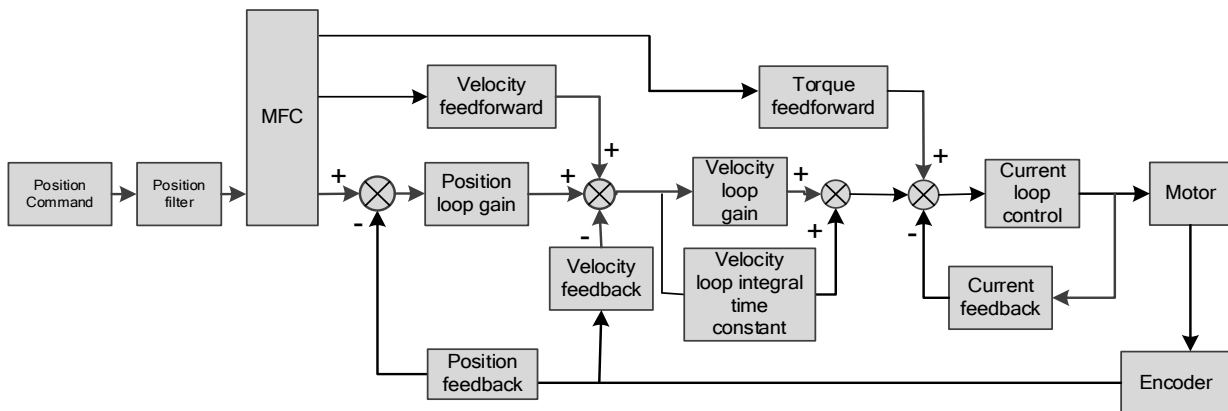 MFC
Velocity
feedforward
Torque
feedforward
+
+
Position
Command
Position
filter
+
-
Position
loop gain
+
-
Velocity
loop
gain
+
+
-
Current
loop
control
Motor
Velocity
feedback
Velocity
loop integral
time
constant
Current
feedback
Position
feedback
Encoder